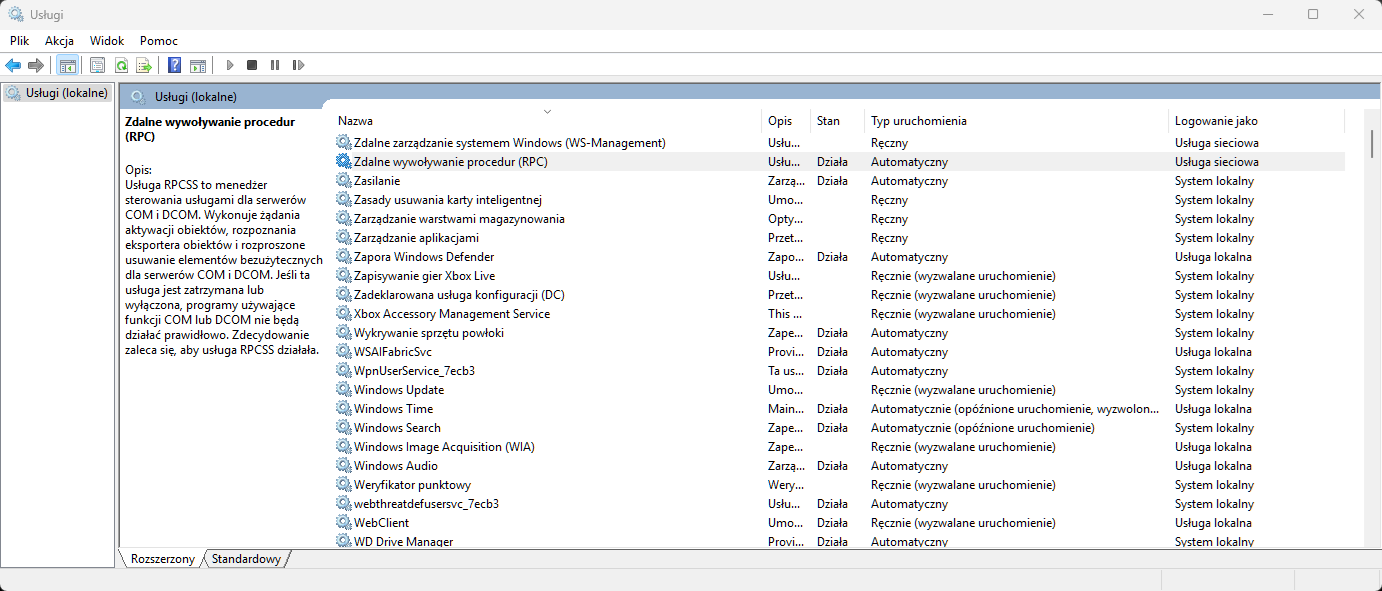 Usługi
Plik Akcja Widok Pomoc
Usługi (lokalne)
Usługi (lokalne)
Zdalne wywoływanie procedur
(RPC)
Opis:
Usługa RPCSS to menedżer
sterowania usługami dla serwerów
COM i DCOM. Wykonuje żądania
aktywacji obiektów, rozpoznania
eksportera obiektów i rozproszone
usuwanie elementów bezużytecznych
dla serwerów COM i DCOM. Jeśli ta
usługa jest zatrzymana lub
wyłączona, programy używające
funkcji COM lub DCOM nie będą
działać prawidłowo. Zdecydowanie
zaleca się, aby usługa RPCSS działała.
Nazwa Opis Stan Typ uruchomienia Logowanie jako
Zdalne zarządzanie systemem Windows (WS-Management) Usłu... Ręczny Usługa sieciowa
Zdalne wywoływanie procedur (RPC) Usłu... Działa Automatyczny Usługa sieciowa
Zasilanie Zarzą... Działa Automatyczny System lokalny
Zasady usuwania karty inteligentnej Umo... Ręczny System lokalny
Zarządzanie warstwami magazynowania Opty... Ręczny System lokalny
Zarządzanie aplikacjami Przet... Ręczny System lokalny
Zapora Windows Defender Zapo... Działa Automatyczny Usługa lokalna
Zapisywanie gier Xbox Live Usłu... Ręcznie (wyzwalane uruchomienie) System lokalny
Zadeklarowana usługa konfiguracji (DC) Przet... Ręcznie (wyzwalane uruchomienie) System lokalny
Xbox Accessory Management Service This ... Ręcznie (wyzwalane uruchomienie) System lokalny
Wykrywanie sprzętu powłoki Zape... Działa Automatyczny System lokalny
WSAIFabricSvc Provi... Działa Automatyczny Usługa lokalna
WpnUserService_7ecb3 Ta us... Działa Automatyczny System lokalny
Windows Update Umo... Ręcznie (wyzwalane uruchomienie) System lokalny
Windows Time Main... Działa Automatycznie (opóźnione uruchomienie, wyzwolon... Usługa lokalna
Windows Search Zape... Działa Automatycznie (opóźnione uruchomienie) System lokalny
Windows Image Acquisition (WIA) Zape... Ręcznie (wyzwalane uruchomienie) Usługa lokalna
Windows Audio Zarzą... Działa Automatyczny Usługa lokalna
Weryfikator punktowy Wery... Ręcznie (wyzwalane uruchomienie) System lokalny
webthreatdefusersvc_7ecb3 Usłu... Działa Automatyczny System lokalny
WebClient Umo... Działa Ręcznie (wyzwalane uruchomienie) Usługa lokalna
WD Drive Manager Provi... Działa Automatyczny System lokalny
Rozszerzony Standardowy